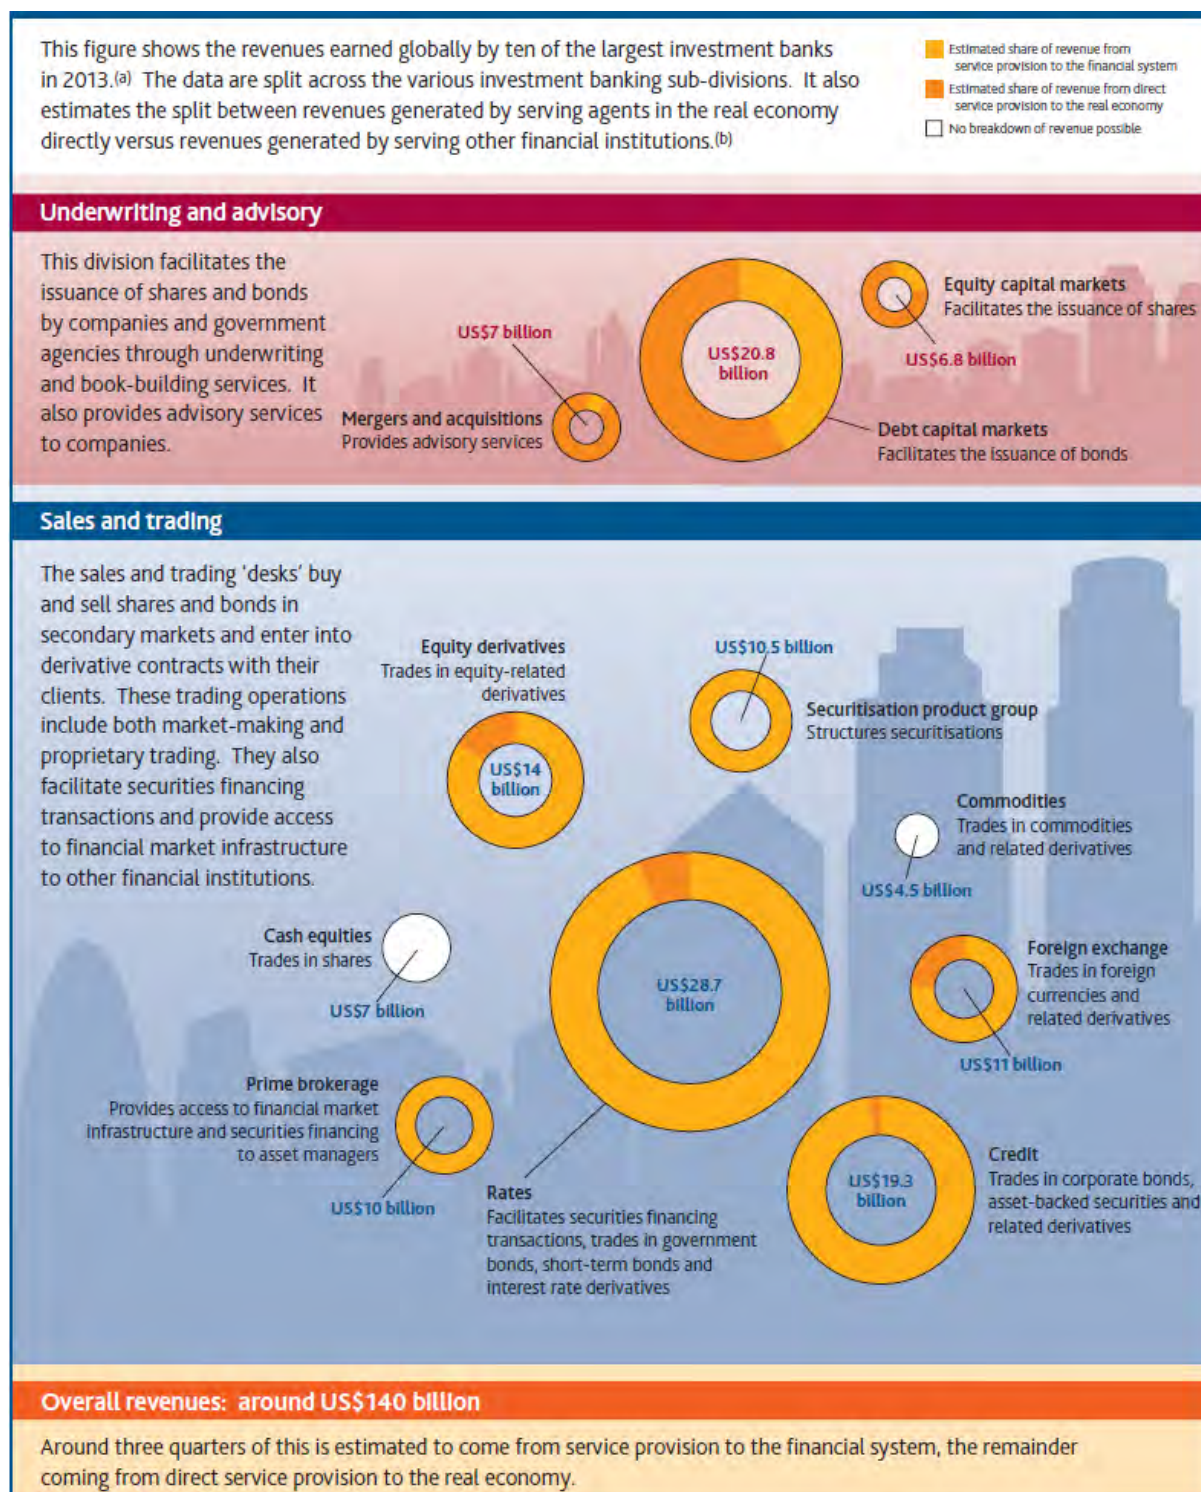 This figure shows the revenues earned globally by ten of the largest investment banks
in 2013.(a) The data are split across the various investment banking sub-divisions. It also
estimates the split between revenues generated by serving agents in the real economy
directly versus revenues generated by serving other financial institutions.(b)
Estimated share of revenue from
service provision to the financial system
Estimated share of revenue from direct
service provision to the real economy
No breakdown of revenue possible
Underwriting and advisory
This division facilitates the
issuance of shares and bonds
by companies and government
agencies through underwriting
and book-building services. It
also provides advisory services
to companies.
US$7 billion
Mergers and acquisitions
Provides advisory services
US$20.8
billion
Equity capital markets
Facilitates the issuance of shares
US$6.8 billion
Debt capital markets
Facilitates the issuance of bonds
Sales and trading
The sales and trading ‘desks’ buy
and sell shares and bonds in
secondary markets and enter into
derivative contracts with their
clients. These trading operations
include both market-making and
proprietary trading. They also
facilitate securities financing
transactions and provide access
to financial market infrastructure
to other financial institutions.
Equity derivatives
Trades in equity-related
derivatives
US$14
billion
US$10.5 billion
Securitisation product group
Structures securitisations
Commodities
Trades in commodities
and related derivatives
US$4.5 billion
Cash equities
Trades in shares
US$7 billion
US$28.7
billion
Foreign exchange
Trades in foreign
currencies and
related derivatives
US$11 billion
Prime brokerage
Provides access to financial market
infrastructure and securities financing
to asset managers
US$10 billion
Rates
Facilitates securities financing
transactions, trades in government
bonds, short-term bonds and
interest rate derivatives
US$19.3
billion
Credit
Trades in corporate bonds,
asset-backed securities and
related derivatives
Overall revenues: around US$140 billion
Around three quarters of this is estimated to come from service provision to the financial system, the remainder
coming from direct service provision to the real economy.